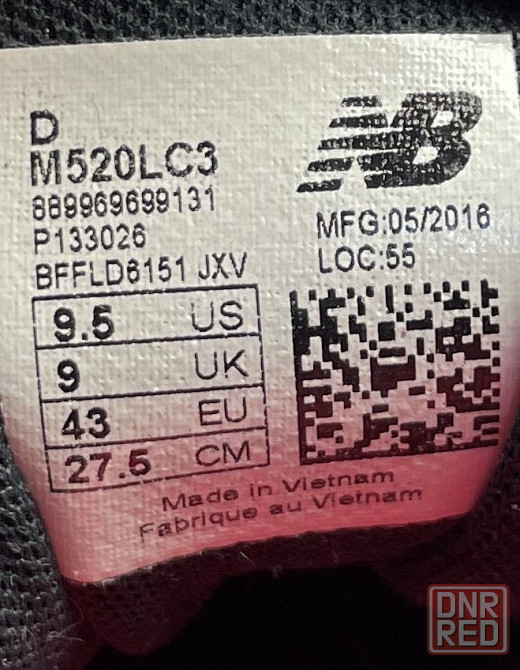 D
M520LC3
889969699131
P133026
BFFLD6151 JXV
NB
MFG:05/2016
LOC:55
9.5 US
9 UK
43 EU
27.5 CM
Made in Vietnam
Fabrique au Vietnam
DNR
RED